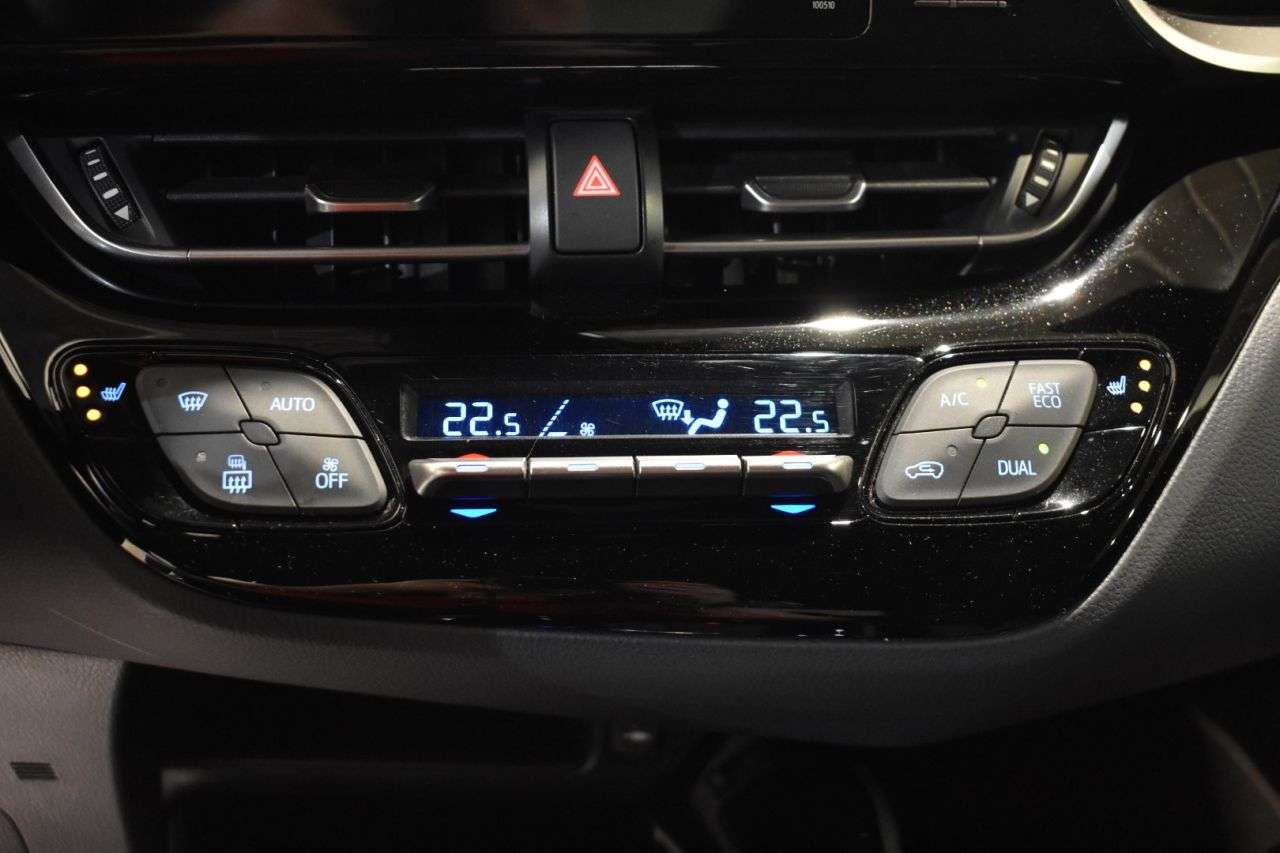 100510
AUTO
22.5
22.5
A/C
FAST
ECO
OFF
DUAL